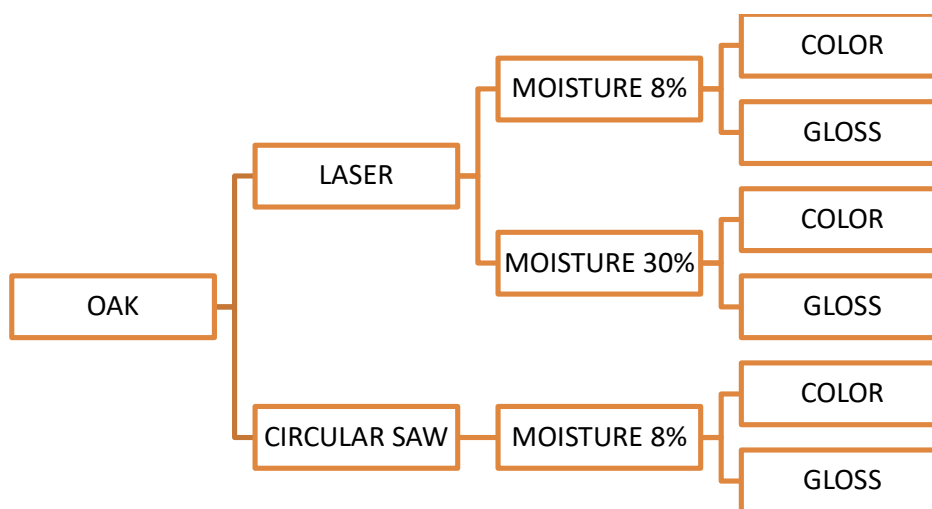 COLOR
MOISTURE 8%
GLOSS
LASER
COLOR
MOISTURE 30%
GLOSS
OAK
COLOR
CIRCULAR SAW
MOISTURE 8%
GLOSS